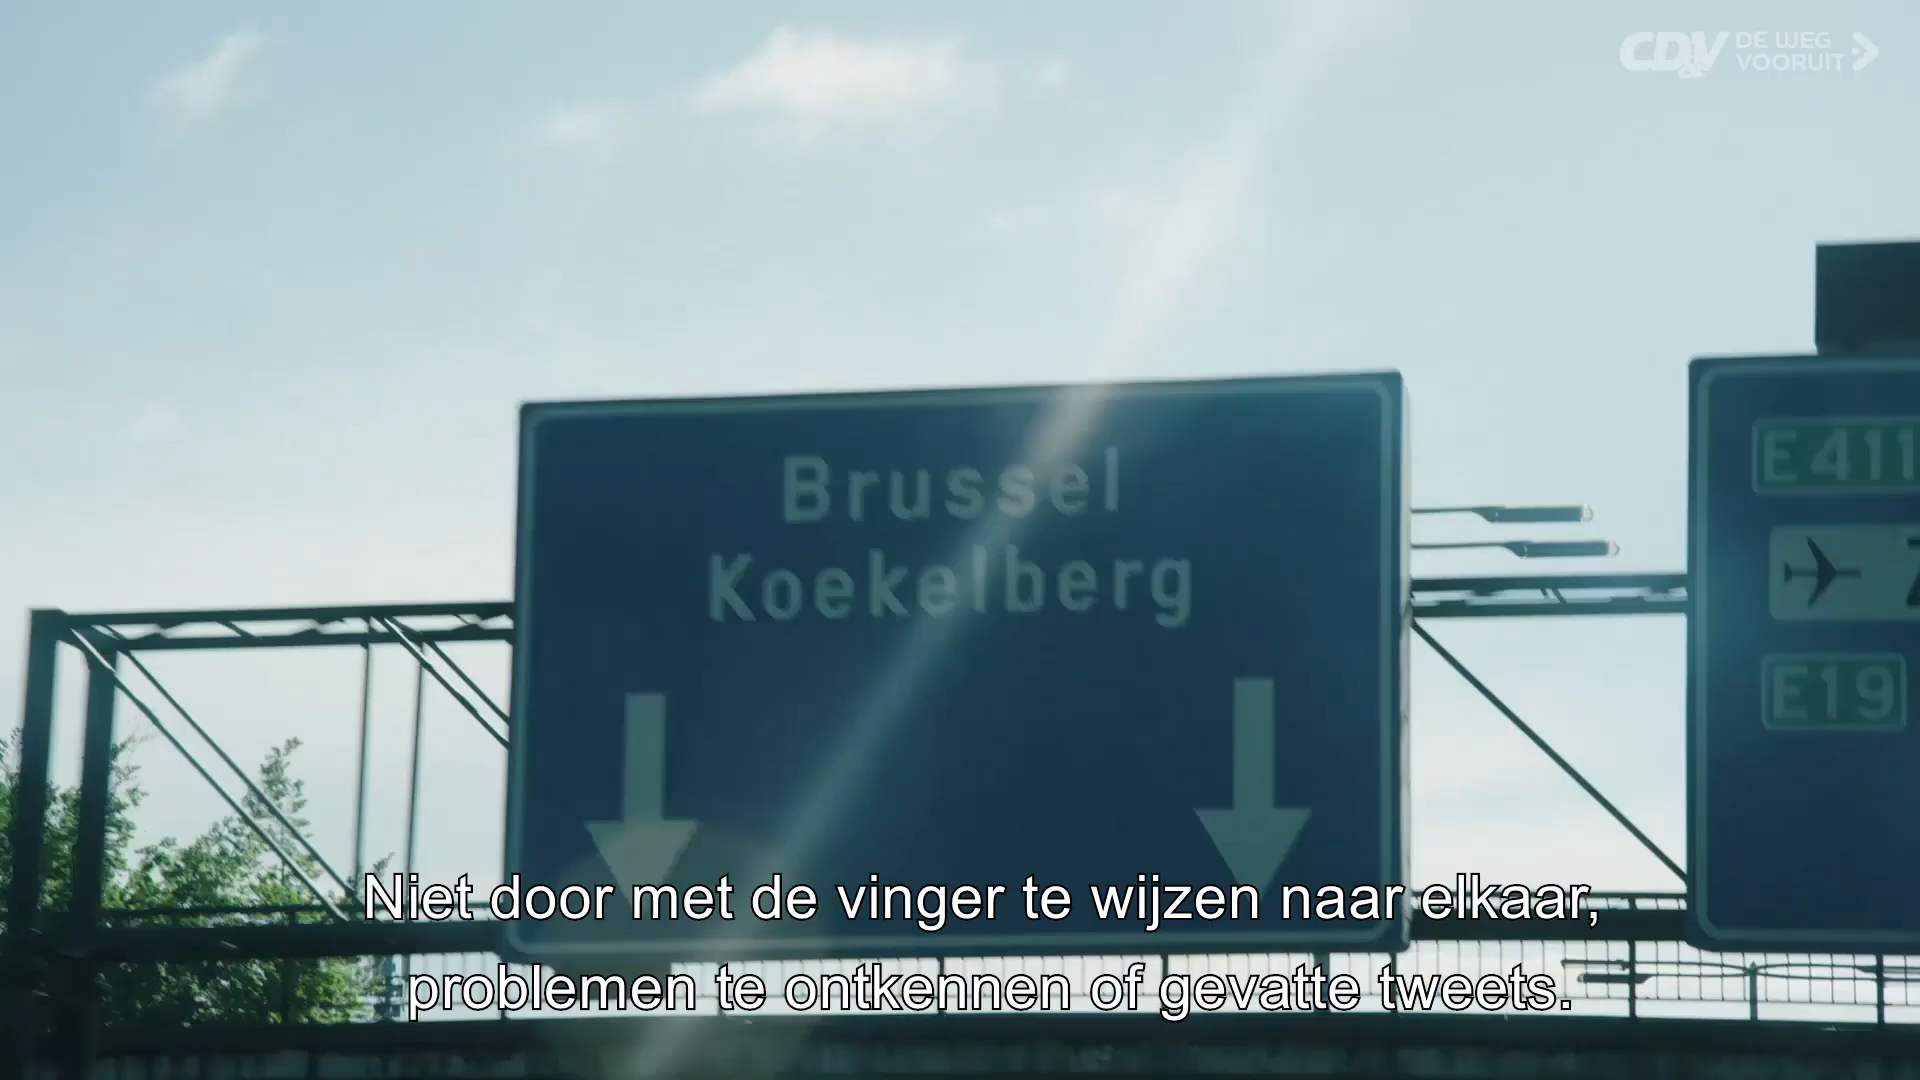 CD&V DE WEG
VOORUIT
Brussel
Koekelberg
E411
E19
Niet door met de vinger te wijzen naar elkaar,
problemen te ontkennen of gevatte tweets.